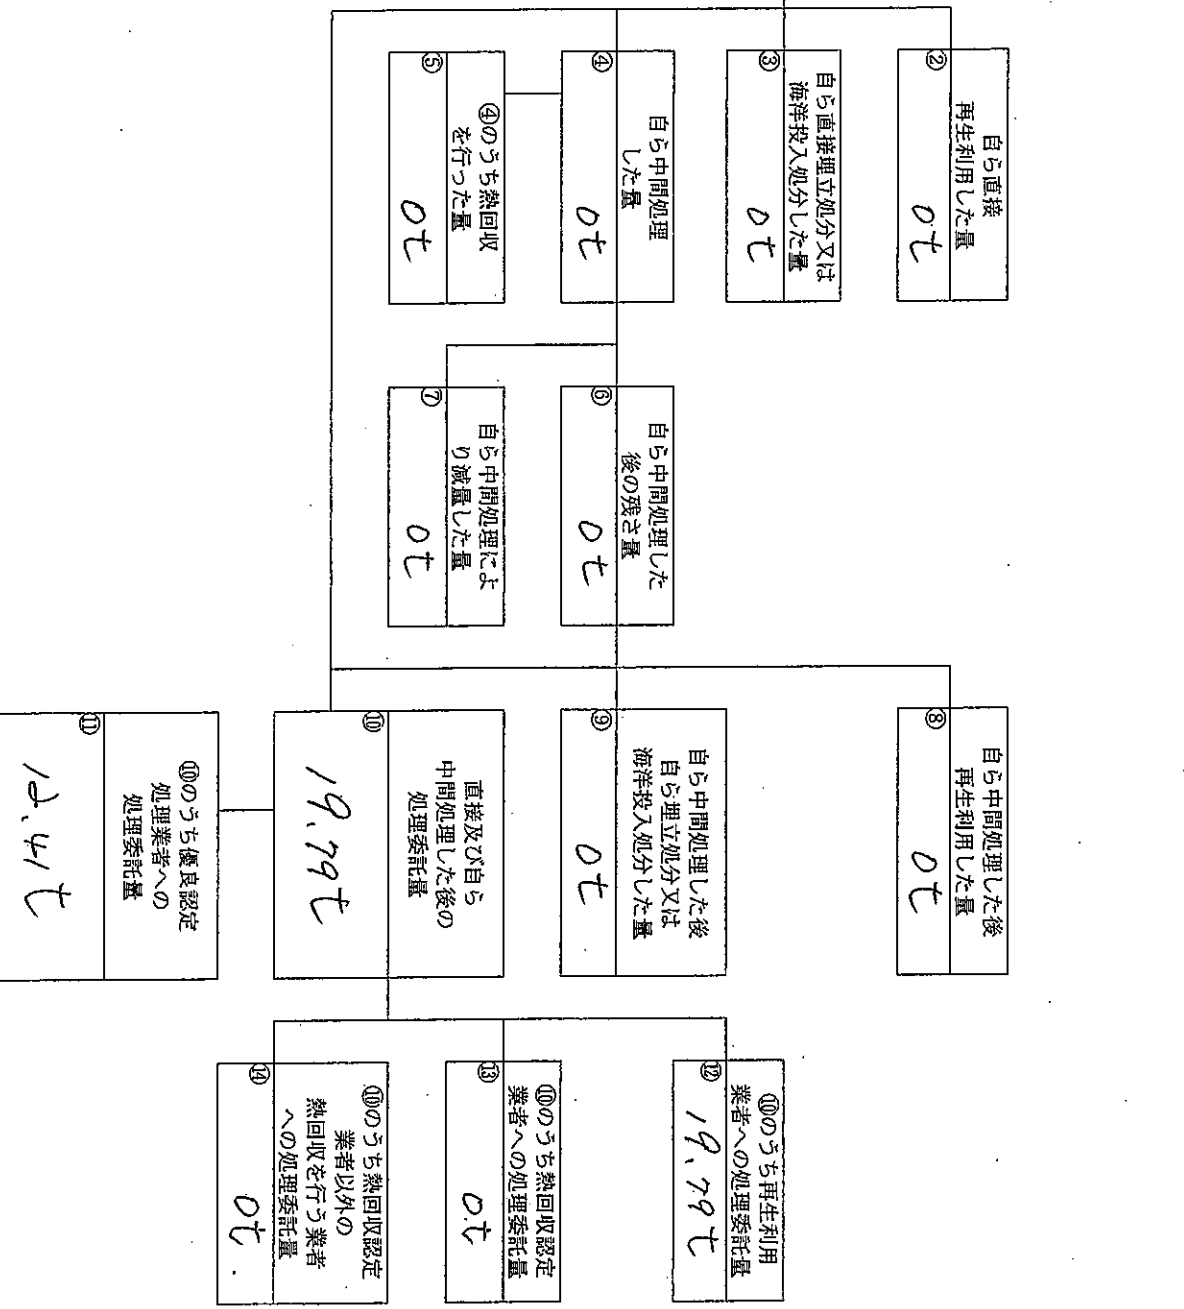 ②
自ら直接
再生利用した量
0t
③
自ら直接埋立処分又は
海洋投入処分した量
0t
④
自ら中間処理
した量
0t
⑤
④のうち熱回収
を行った量
0t
⑥
自ら中間処理した
後の残さ量
0t
⑦
自ら中間処理によ
り減量した量
0t
⑧
自ら中間処理した後
再生利用した量
0t
⑨
自ら中間処理した後
自ら埋立処分又は
海洋投入処分した量
0t
⑩
直接及び自ら
中間処理した後の
処理委託量
19.79t
⑪
⑩のうち優良認定
処理業者への
処理委託量
12.41t
⑫
⑩のうち再生利用
業者への処理委託量
19.79t
⑬
⑩のうち熱回収認定
業者への処理委託量
0t
⑭
⑩のうち熱回収認定
業者以外の
熱回収を行う業者
への処理委託量
0t